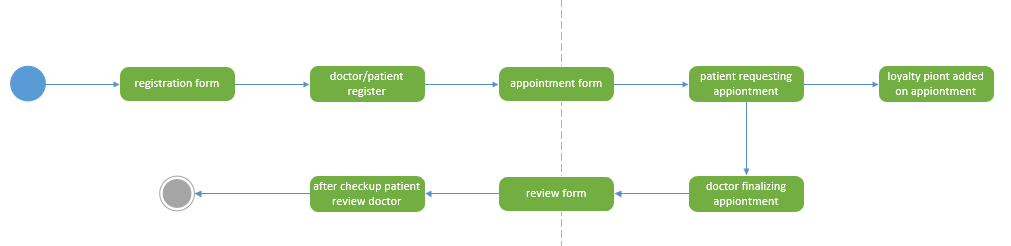 registration form
doctor/patient
register
appointment form
patient requesting
appiontment
loyalty piont added
on appiontment
after checkup patient
review doctor
review form
doctor finalizing
appiontment